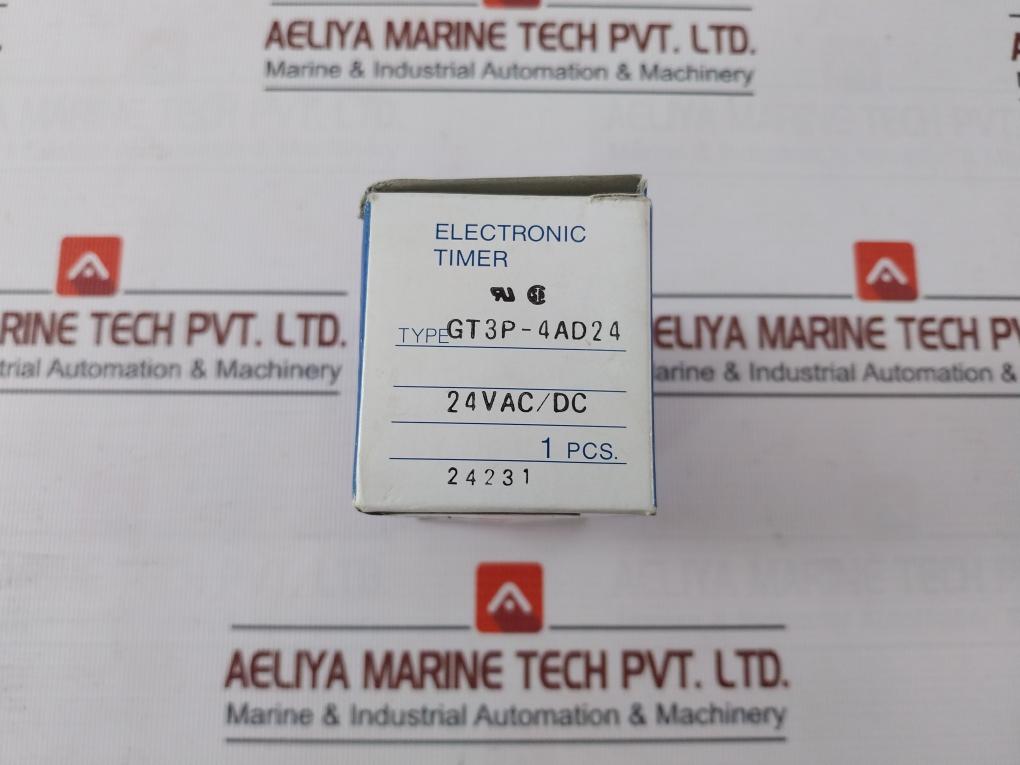 AELIYA MARINE TECH PVT. LTD.
Marine & Industrial Automation & Machinery
ELECTRONIC
TIMER
TYPE GT3P-4AD24
24VAC/DC
1 PCS.
24231
RINE TECH PVT. LTD.
trial Automation & Machinery
AELIYA MARINE TECH PV
arine & Industrial Automation &
AELIYA MARINE TECH PVT. LTD.
Marine & Industrial Automation & Machinery